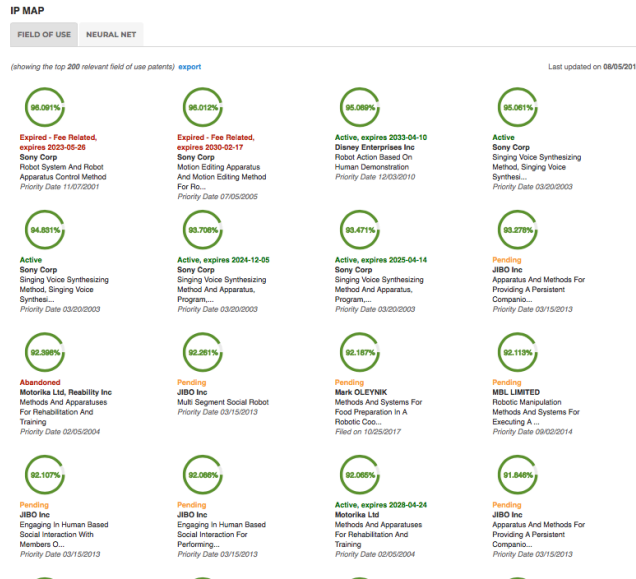 IP MAP
FIELD OF USE NEURAL NET
(showing the top 200 relevant field of use patents) export Last updated on 08/05/201
96.091% 96.012% 95.089% 95.061%
Expired - Fee Related,
expires 2023-05-26
Sony Corp
Robot System And Robot
Apparatus Control Method
Priority Date 11/07/2001
Expired - Fee Related,
expires 2030-02-17
Sony Corp
Motion Editing Apparatus
And Motion Editing Method
For Ro...
Priority Date 07/05/2005
Active, expires 2033-04-10
Disney Enterprises Inc
Robot Action Based On
Human Demonstration
Priority Date 12/03/2010
Active
Sony Corp
Singing Voice Synthesizing
Method, Singing Voice
Synthesi...
Priority Date 03/20/2003
94.831% 93.708% 93.471% 93.278%
Active
Sony Corp
Singing Voice Synthesizing
Method, Singing Voice
Synthesi...
Priority Date 03/20/2003
Active, expires 2024-12-05
Sony Corp
Singing Voice Synthesizing
Method And Apparatus,
Program,...
Priority Date 03/20/2003
Active, expires 2025-04-14
Sony Corp
Singing Voice Synthesizing
Method And Apparatus,
Program,...
Priority Date 03/20/2003
Pending
JIBO Inc
Apparatus And Methods For
Providing A Persistent
Companio...
Priority Date 03/15/2013
92.396% 92.261% 92.187% 92.113%
Abandoned
Motorika Ltd, Reability Inc
Methods And Apparatuses
For Rehabilitation And
Training
Priority Date 02/05/2004
Pending
JIBO Inc
Multi Segment Social Robot
Priority Date 03/15/2013
Pending
Mark OLEYNIK
Methods And Systems For
Food Preparation In A
Robotic Coo...
Filed on 10/25/2017
Pending
MBL LIMITED
Robotic Manipulation
Methods And Systems For
Executing A ...
Priority Date 09/02/2014
92.107% 92.088% 92.065% 91.846%
Pending
JIBO Inc
Engaging In Human Based
Social Interaction With
Members O...
Priority Date 03/15/2013
Pending
JIBO Inc
Engaging In Human Based
Social Interaction For
Performing...
Priority Date 03/15/2013
Active, expires 2028-04-24
Motorika Ltd
Methods And Apparatuses
For Rehabilitation And
Training
Priority Date 02/05/2004
Pending
JIBO Inc
Apparatus And Methods For
Providing A Persistent
Companio...
Priority Date 03/15/2013